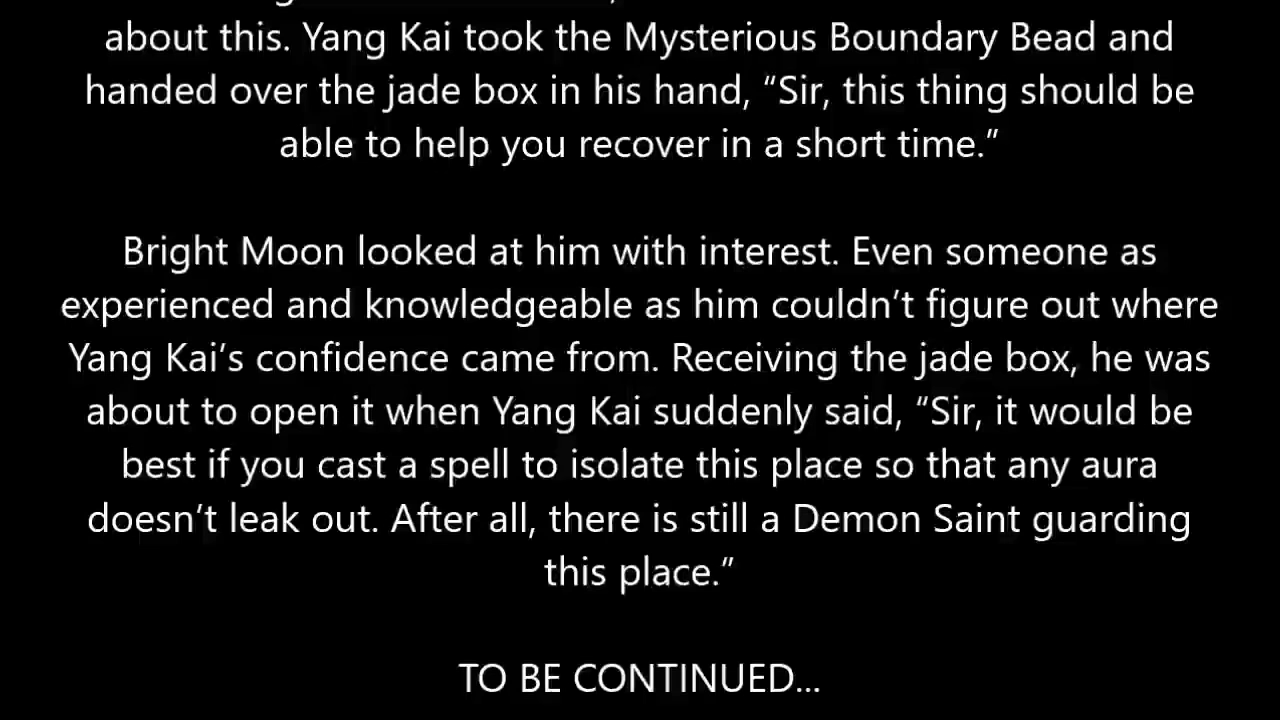 about this. Yang Kai took the Mysterious Boundary Bead and
handed over the jade box in his hand, “Sir, this thing should be
able to help you recover in a short time.”
Bright Moon looked at him with interest. Even someone as
experienced and knowledgeable as him couldn’t figure out where
Yang Kai’s confidence came from. Receiving the jade box, he was
about to open it when Yang Kai suddenly said, “Sir, it would be
best if you cast a spell to isolate this place so that any aura
doesn’t leak out. After all, there is still a Demon Saint guarding
this place.”
TO BE CONTINUED...